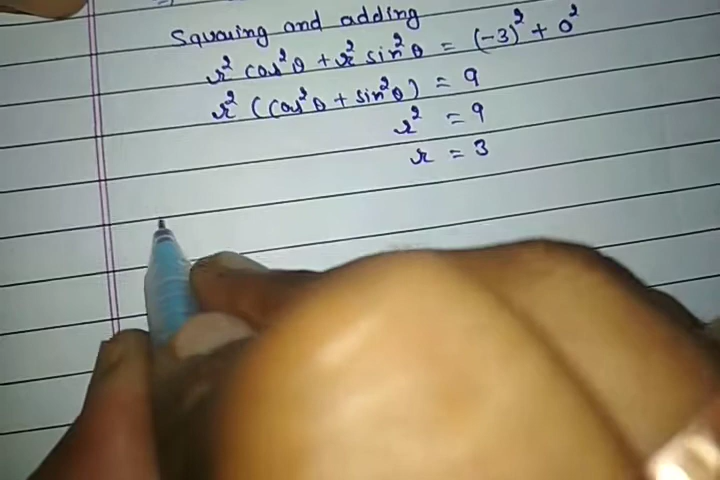 Squaring and adding
r² cos²θ + r² sin²θ = (-3)² + 0²
r² (cos²θ + sin²θ) = 9
r² = 9
r = 3